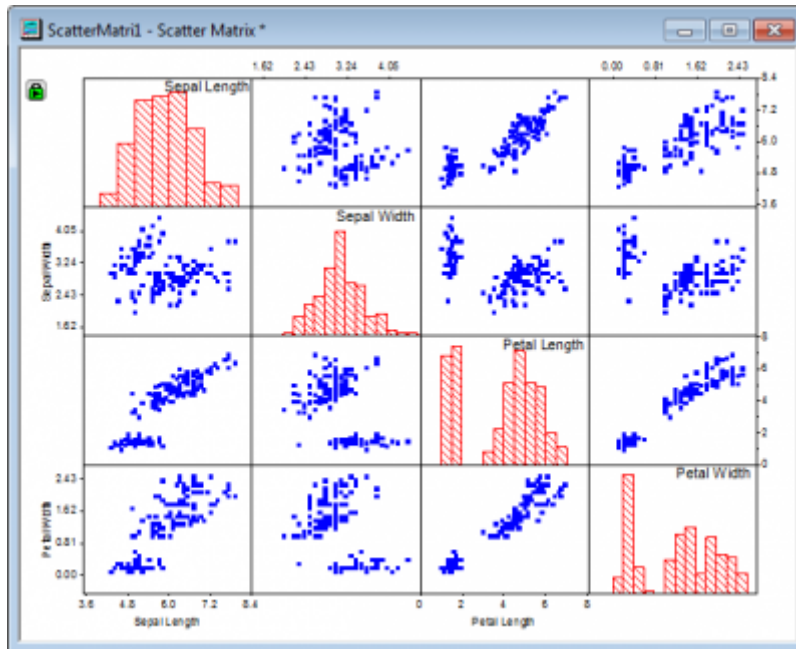 ScatterMatri1 - Scatter Matrix *
1.62 2.43 3.24 4.05 0.00 0.81 1.62 2.43
Sepal Length
8.4
7.2
6.0
4.8
3.6
Sepal Width
4.05
3.24
2.43
1.62
Sepal Width
Petal Length
8
6
4
2
0
Petal Width
2.43
1.62
0.81
0.00
Petal Width
3.6 4.8 6.0 7.2 8.4 0 2 4 6 8
Sepal Length Petal Length